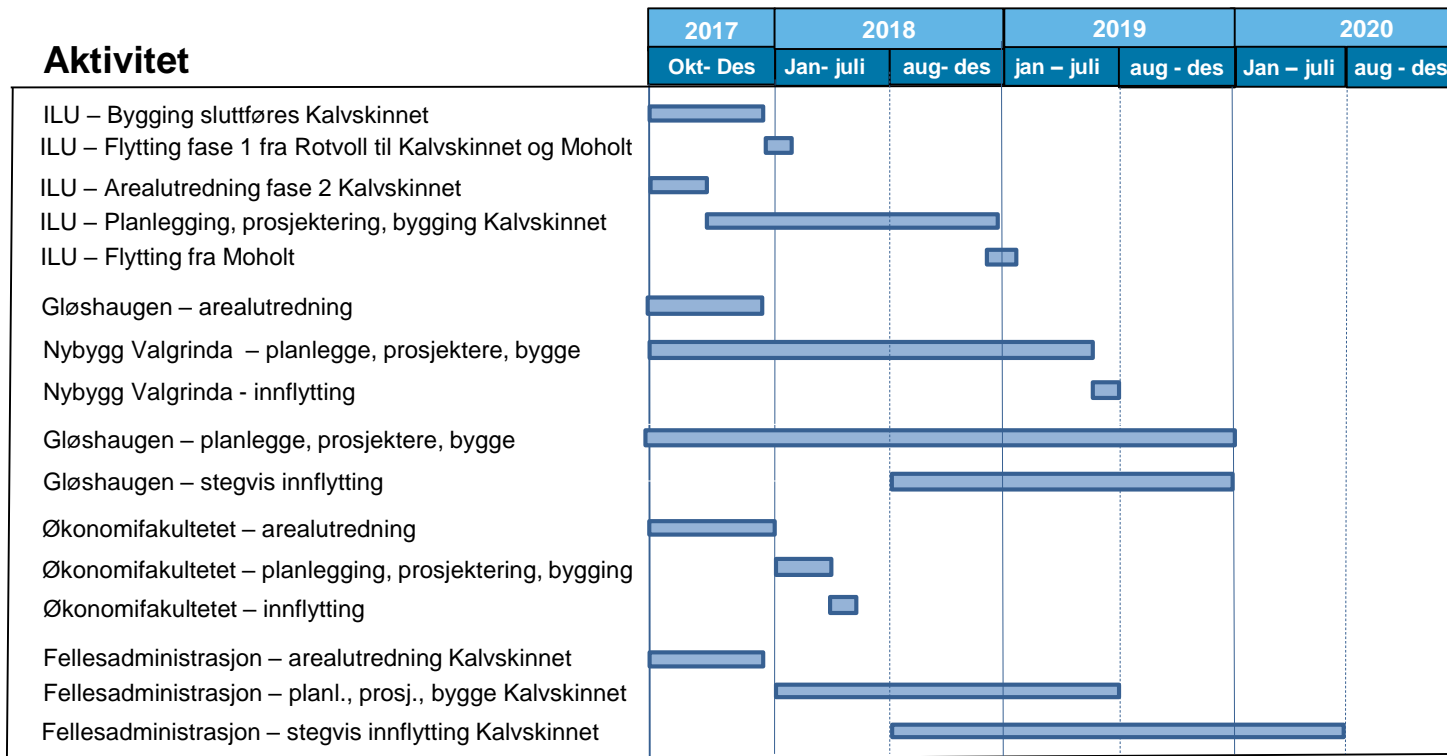 2017 2018 2019 2020
Aktivitet
Okt- Des Jan- juli aug- des jan – juli aug - des Jan – juli aug - des
ILU – Bygging sluttføres Kalvskinnet
ILU – Flytting fase 1 fra Rotvoll til Kalvskinnet og Moholt
ILU – Arealutredning fase 2 Kalvskinnet
ILU – Planlegging, prosjektering, bygging Kalvskinnet
ILU – Flytting fra Moholt
Gløshaugen – arealutredning
Nybygg Valgrinda – planlegge, prosjektere, bygge
Nybygg Valgrinda - innflytting
Gløshaugen – planlegge, prosjektere, bygge
Gløshaugen – stegvis innflytting
Økonomifakultetet – arealutredning
Økonomifakultetet – planlegging, prosjektering, bygging
Økonomifakultetet – innflytting
Fellesadministrasjon – arealutredning Kalvskinnet
Fellesadministrasjon – planl., prosj., bygge Kalvskinnet
Fellesadministrasjon – stegvis innflytting Kalvskinnet